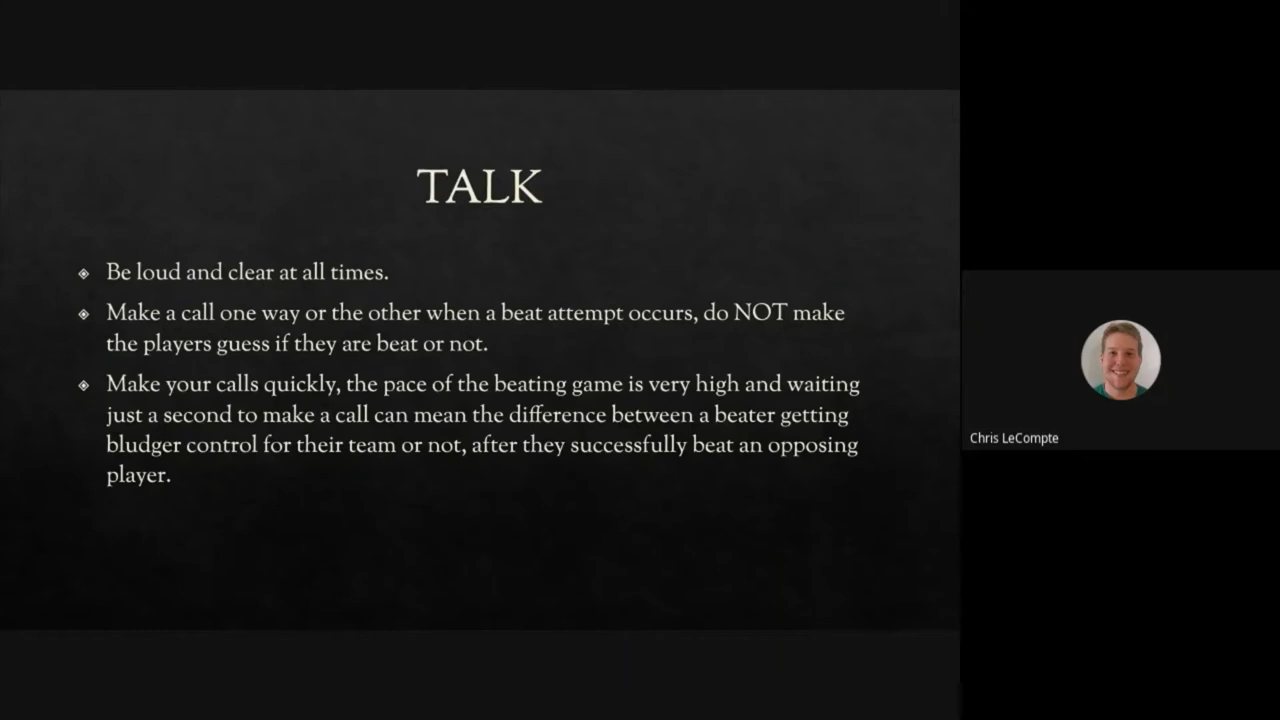 TALK
Be loud and clear at all times.
Make a call one way or the other when a beat attempt occurs, do NOT make
the players guess if they are beat or not.
Make your calls quickly, the pace of the beating game is very high and waiting
just a second to make a call can mean the difference between a beater getting
bludger control for their team or not, after they successfully beat an opposing
player.
Chris LeCompte